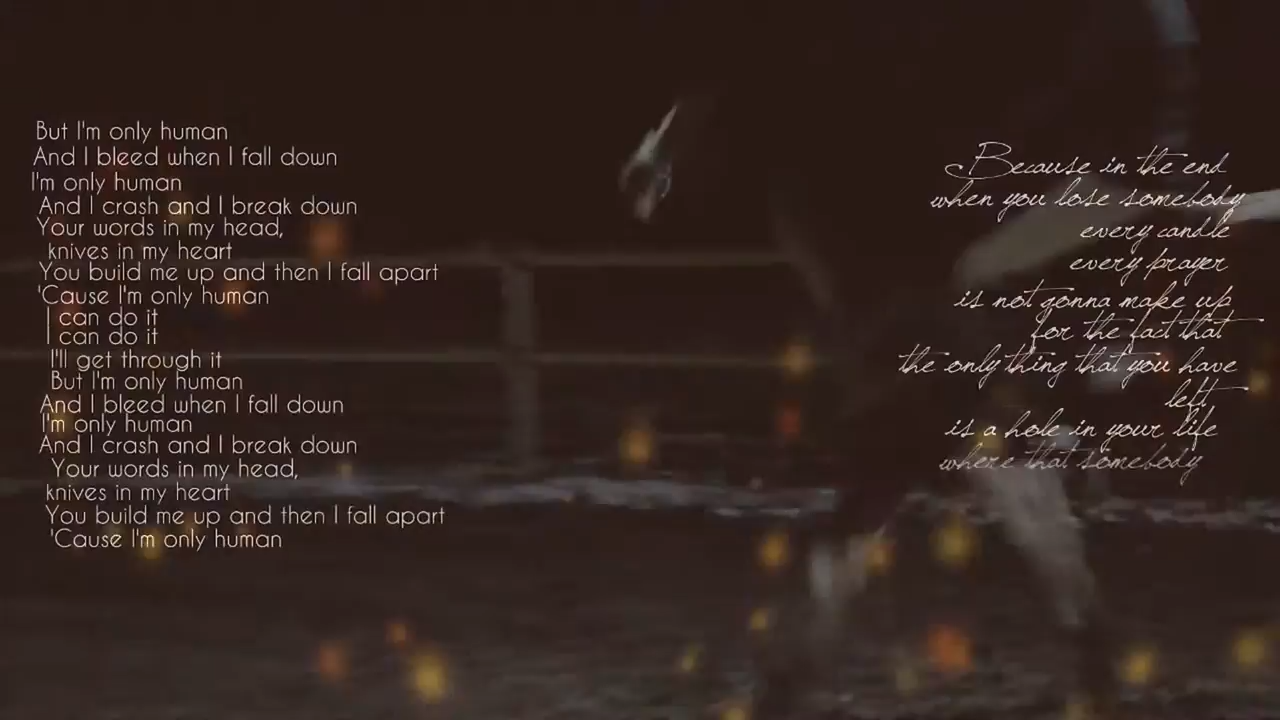 But I'm only human
And I bleed when I fall down
I'm only human
And I crash and I break down
Your words in my head,
knives in my heart
You build me up and then I fall apart
'Cause I'm only human
I can do it
I can do it
I'll get through it
But I'm only human
And I bleed when I fall down
I'm only human
And I crash and I break down
Your words in my head,
knives in my heart
You build me up and then I fall apart
'Cause I'm only human
Because in the end
when you lose somebody
every candle
every prayer
is not gonna make up
for the fact that
the only thing that you have
left
is a hole in your life
where that somebody